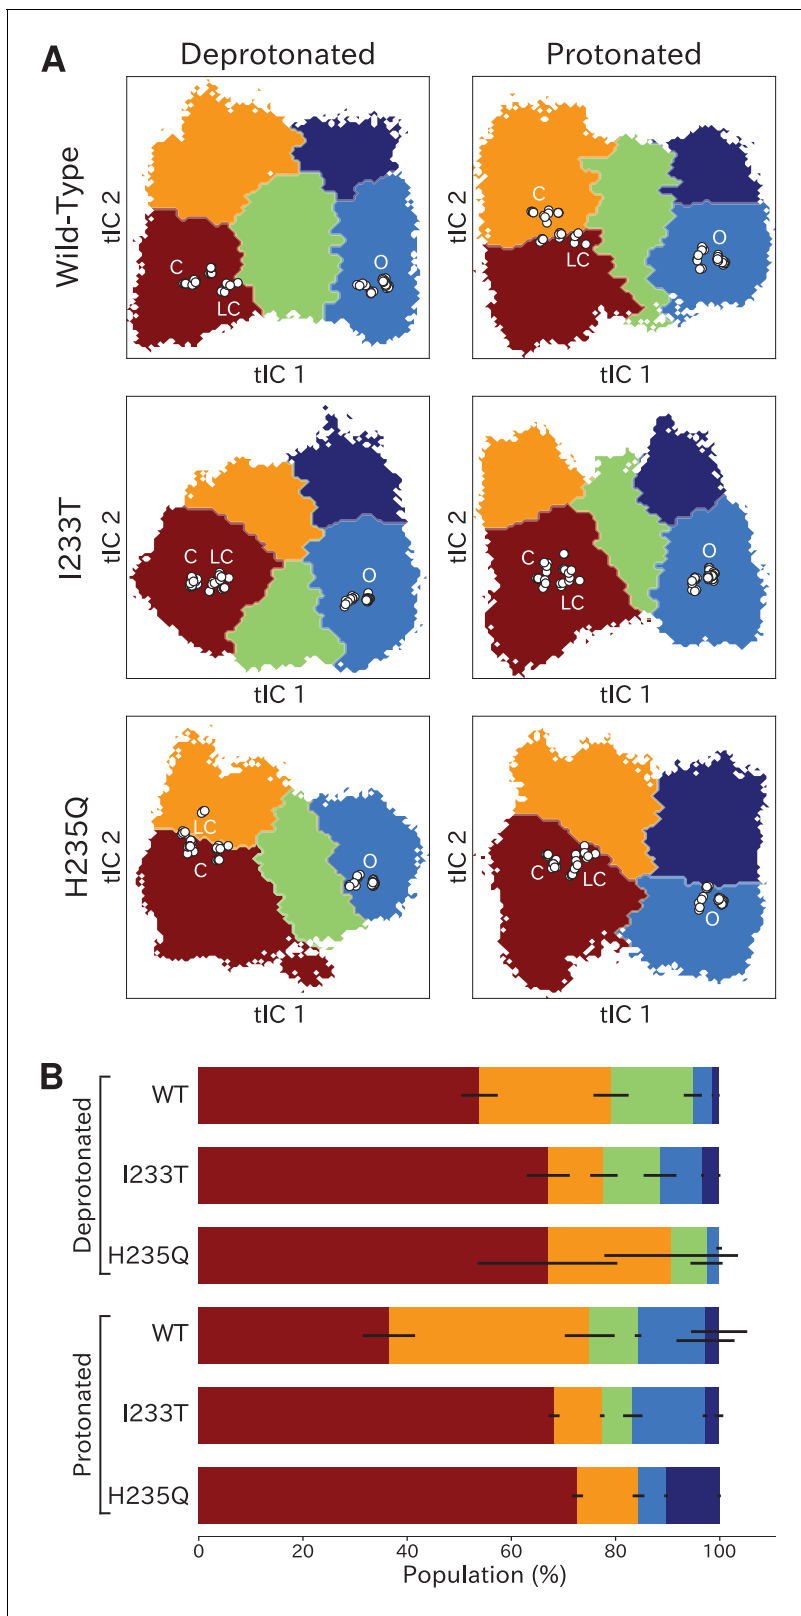 A
Deprotonated
Protonated
Wild-Type
tIC 2
C
LC
O
tIC 1
tIC 2
C
LC
O
tIC 1
I233T
tIC 2
C LC
O
tIC 1
tIC 2
C
LC
O
tIC 1
H235Q
tIC 2
LC
C
O
tIC 1
tIC 2
C
LC
O
tIC 1
B
Deprotonated
WT
I233T
H235Q
Protonated
WT
I233T
H235Q
0 20 40 60 80 100
Population (%)